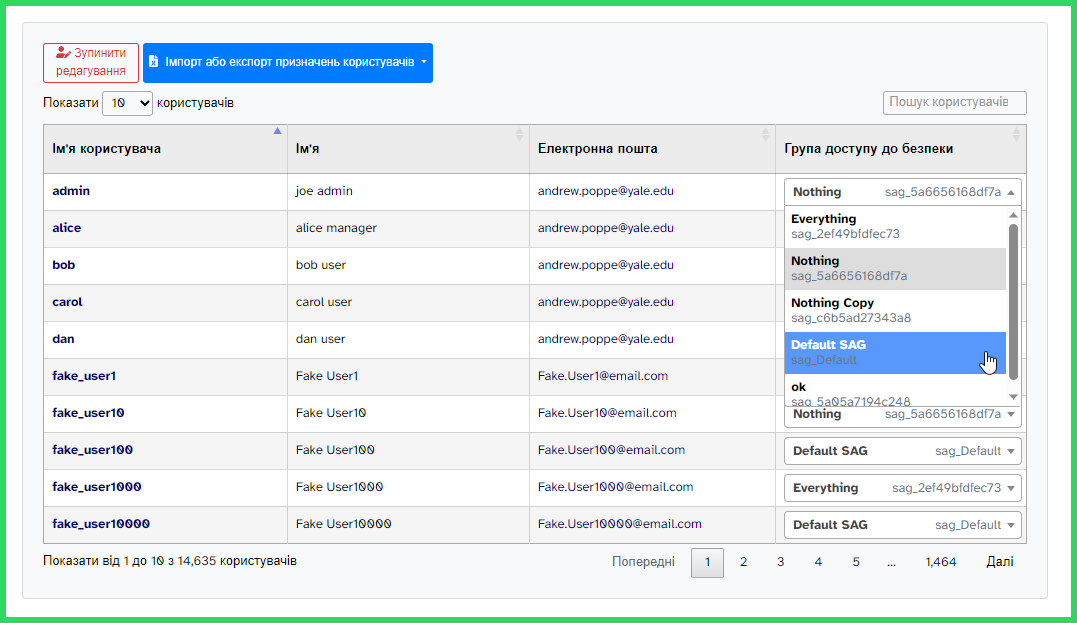 Зупинити
редагування
Імпорт або експорт призначень користувачів
Показати 10 користувачів
Пошук користувачів
Ім'я користувача Ім'я Електронна пошта Група доступу до безпеки
admin joe admin andrew.poppe@yale.edu Nothing sag_5a6656168df7a
alice alice manager andrew.poppe@yale.edu
Everything
sag_2ef49bfdfec73
bob bob user andrew.poppe@yale.edu
Nothing
sag_5a6656168df7a
carol carol user andrew.poppe@yale.edu
Nothing Copy
sag_c6b5ad27343a8
dan dan user andrew.poppe@yale.edu
Default SAG
sag_Default
fake_user1 Fake User1 Fake.User1@email.com
ok
sag_5a05a7194c248
fake_user10 Fake User10 Fake.User10@email.com Nothing sag_5a6656168df7a
fake_user100 Fake User100 Fake.User100@email.com Default SAG sag_Default
fake_user1000 Fake User1000 Fake.User1000@email.com Everything sag_2ef49bfdfec73
fake_user10000 Fake User10000 Fake.User10000@email.com Default SAG sag_Default
Показати від 1 до 10 з 14,635 користувачів
Попередні 1 2 3 4 5 ... 1,464 Далі